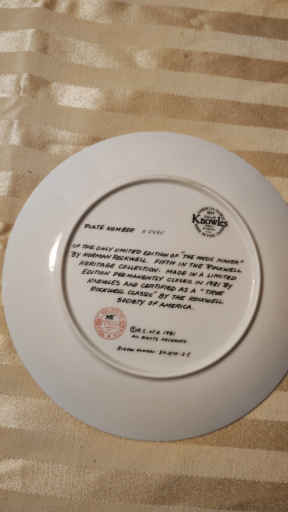 Knowles
PLATE NUMBER
OF THE ONLY LIMITED EDITION OF "THE MUSIC MAKER"
BY NORMAN ROCKWELL. FIFTH IN THE ROCKWELL
HERITAGE COLLECTION. MADE IN A LIMITED
EDITION PERMANENTLY CLOSED IN 1981 BY
KNOWLES AND CERTIFIED AS A "TRUE
ROCKWELL CLASSIC" BY THE ROCKWELL
SOCIETY OF AMERICA.
© R.S. OF A. 1981
ALL RIGHTS RESERVED